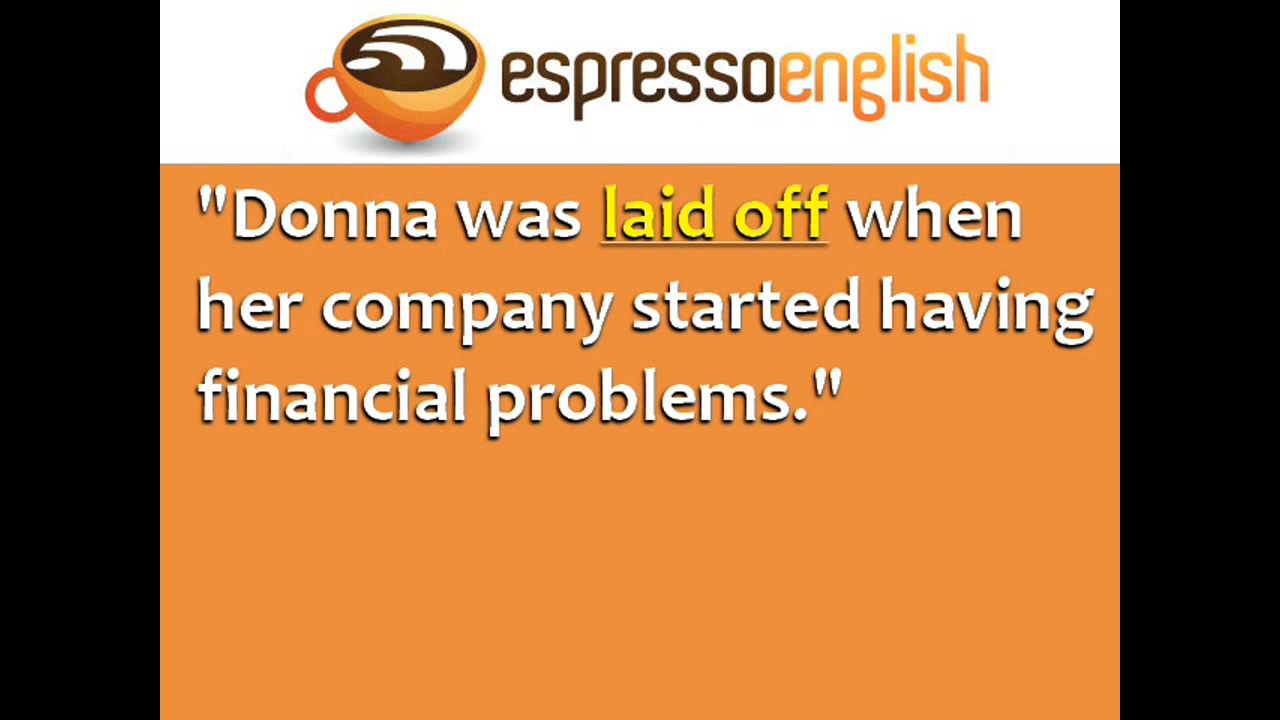 espressoenglish
"Donna was laid off when
her company started having
financial problems."